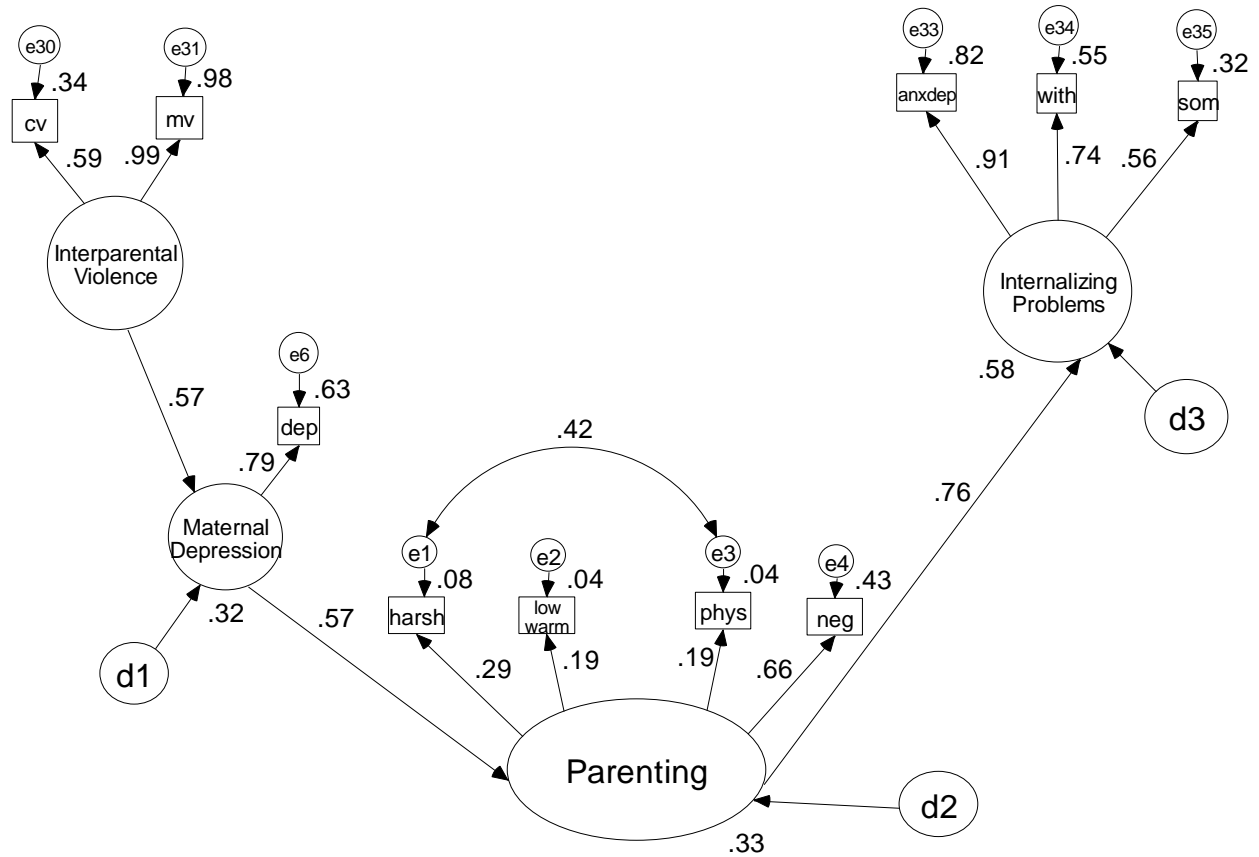 e30
e31
.34
.98
cv
mv
.59
.99
Interparental
Violence
.57
e6
.63
dep
.79
Maternal
Depression
.32
d1
.57
e33
e34
e35
.82
.55
.32
anxdep
with
som
.91
.74
.56
Internalizing
Problems
.58
d3
.76
.42
e1
e2
e3
e4
.08
.04
.04
.43
harsh
low
warm
phys
neg
.29
.19
.19
.66
Parenting
d2
.33